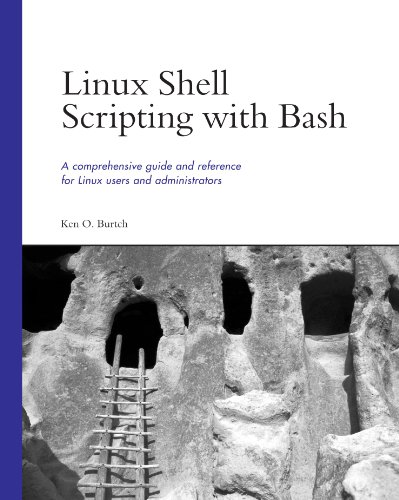 Linux Shell
Scripting with Bash
A comprehensive guide and reference
for Linux users and administrators
Ken O. Burtch